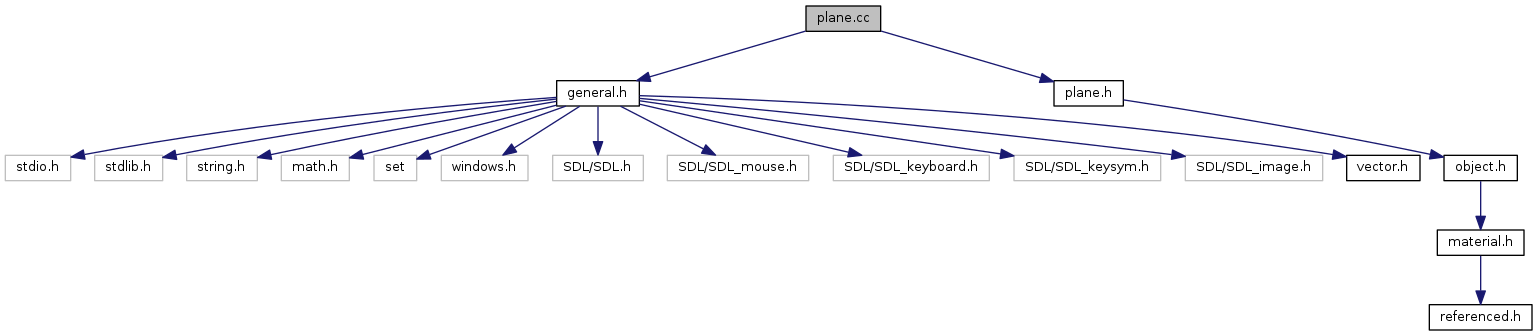 plane.cc
general.h
plane.h
stdio.h
stdlib.h
string.h
math.h
set
windows.h
SDL/SDL.h
SDL/SDL_mouse.h
SDL/SDL_keyboard.h
SDL/SDL_keysym.h
SDL/SDL_image.h
vector.h
object.h
material.h
referenced.h